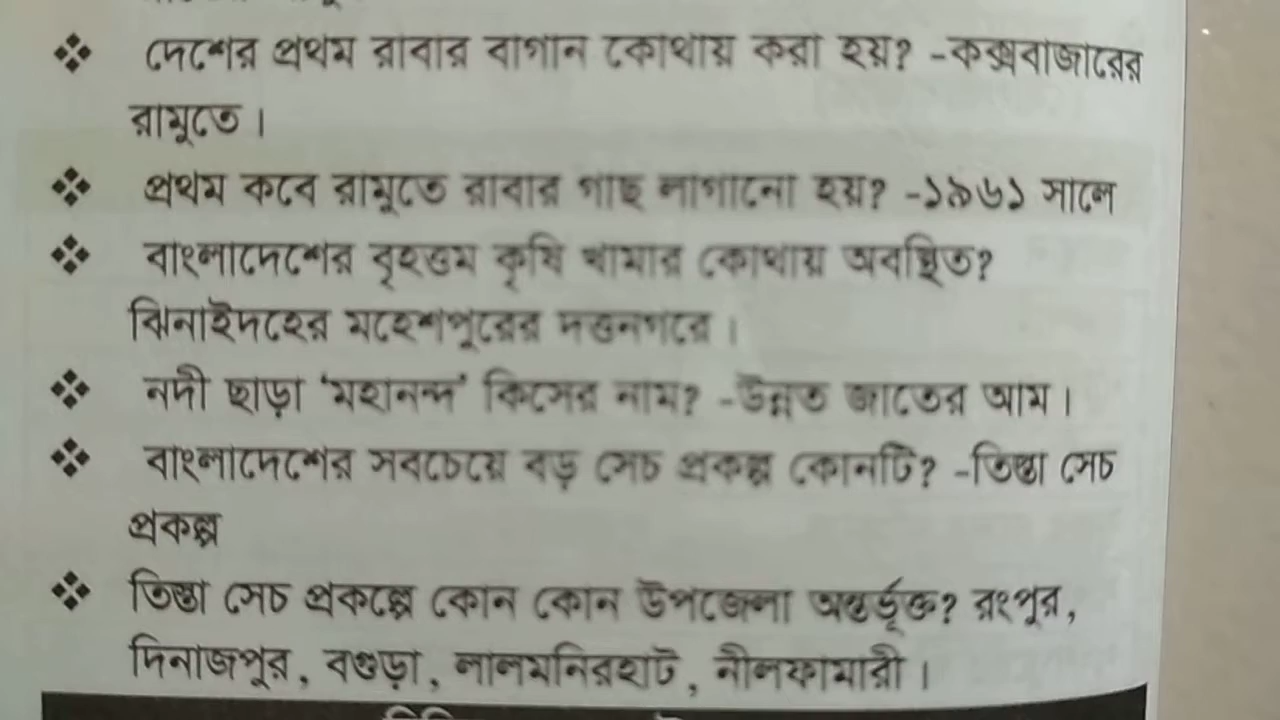 ❖ দেশের প্রথম রাবার বাগান কোথায় করা হয়? -কক্সবাজারের
রামুতে।
❖ প্রথম কবে রামুতে রাবার গাছ লাগানো হয়? -১৯৬১ সালে
❖ বাংলাদেশের বৃহত্তম কৃষি খামার কোথায় অবস্থিত?
ঝিনাইদহের মহেশপুরের দত্তনগরে।
❖ নদী ছাড়া ‘মহানন্দ’ কিসের নাম? -উন্নত জাতের আম।
❖ বাংলাদেশের সবচেয়ে বড় সেচ প্রকল্প কোনটি? -তিস্তা সেচ
প্রকল্প
❖ তিস্তা সেচ প্রকল্পে কোন কোন উপজেলা অন্তর্ভূক্ত? রংপুর,
দিনাজপুর, বগুড়া, লালমনিরহাট, নীলফামারী।